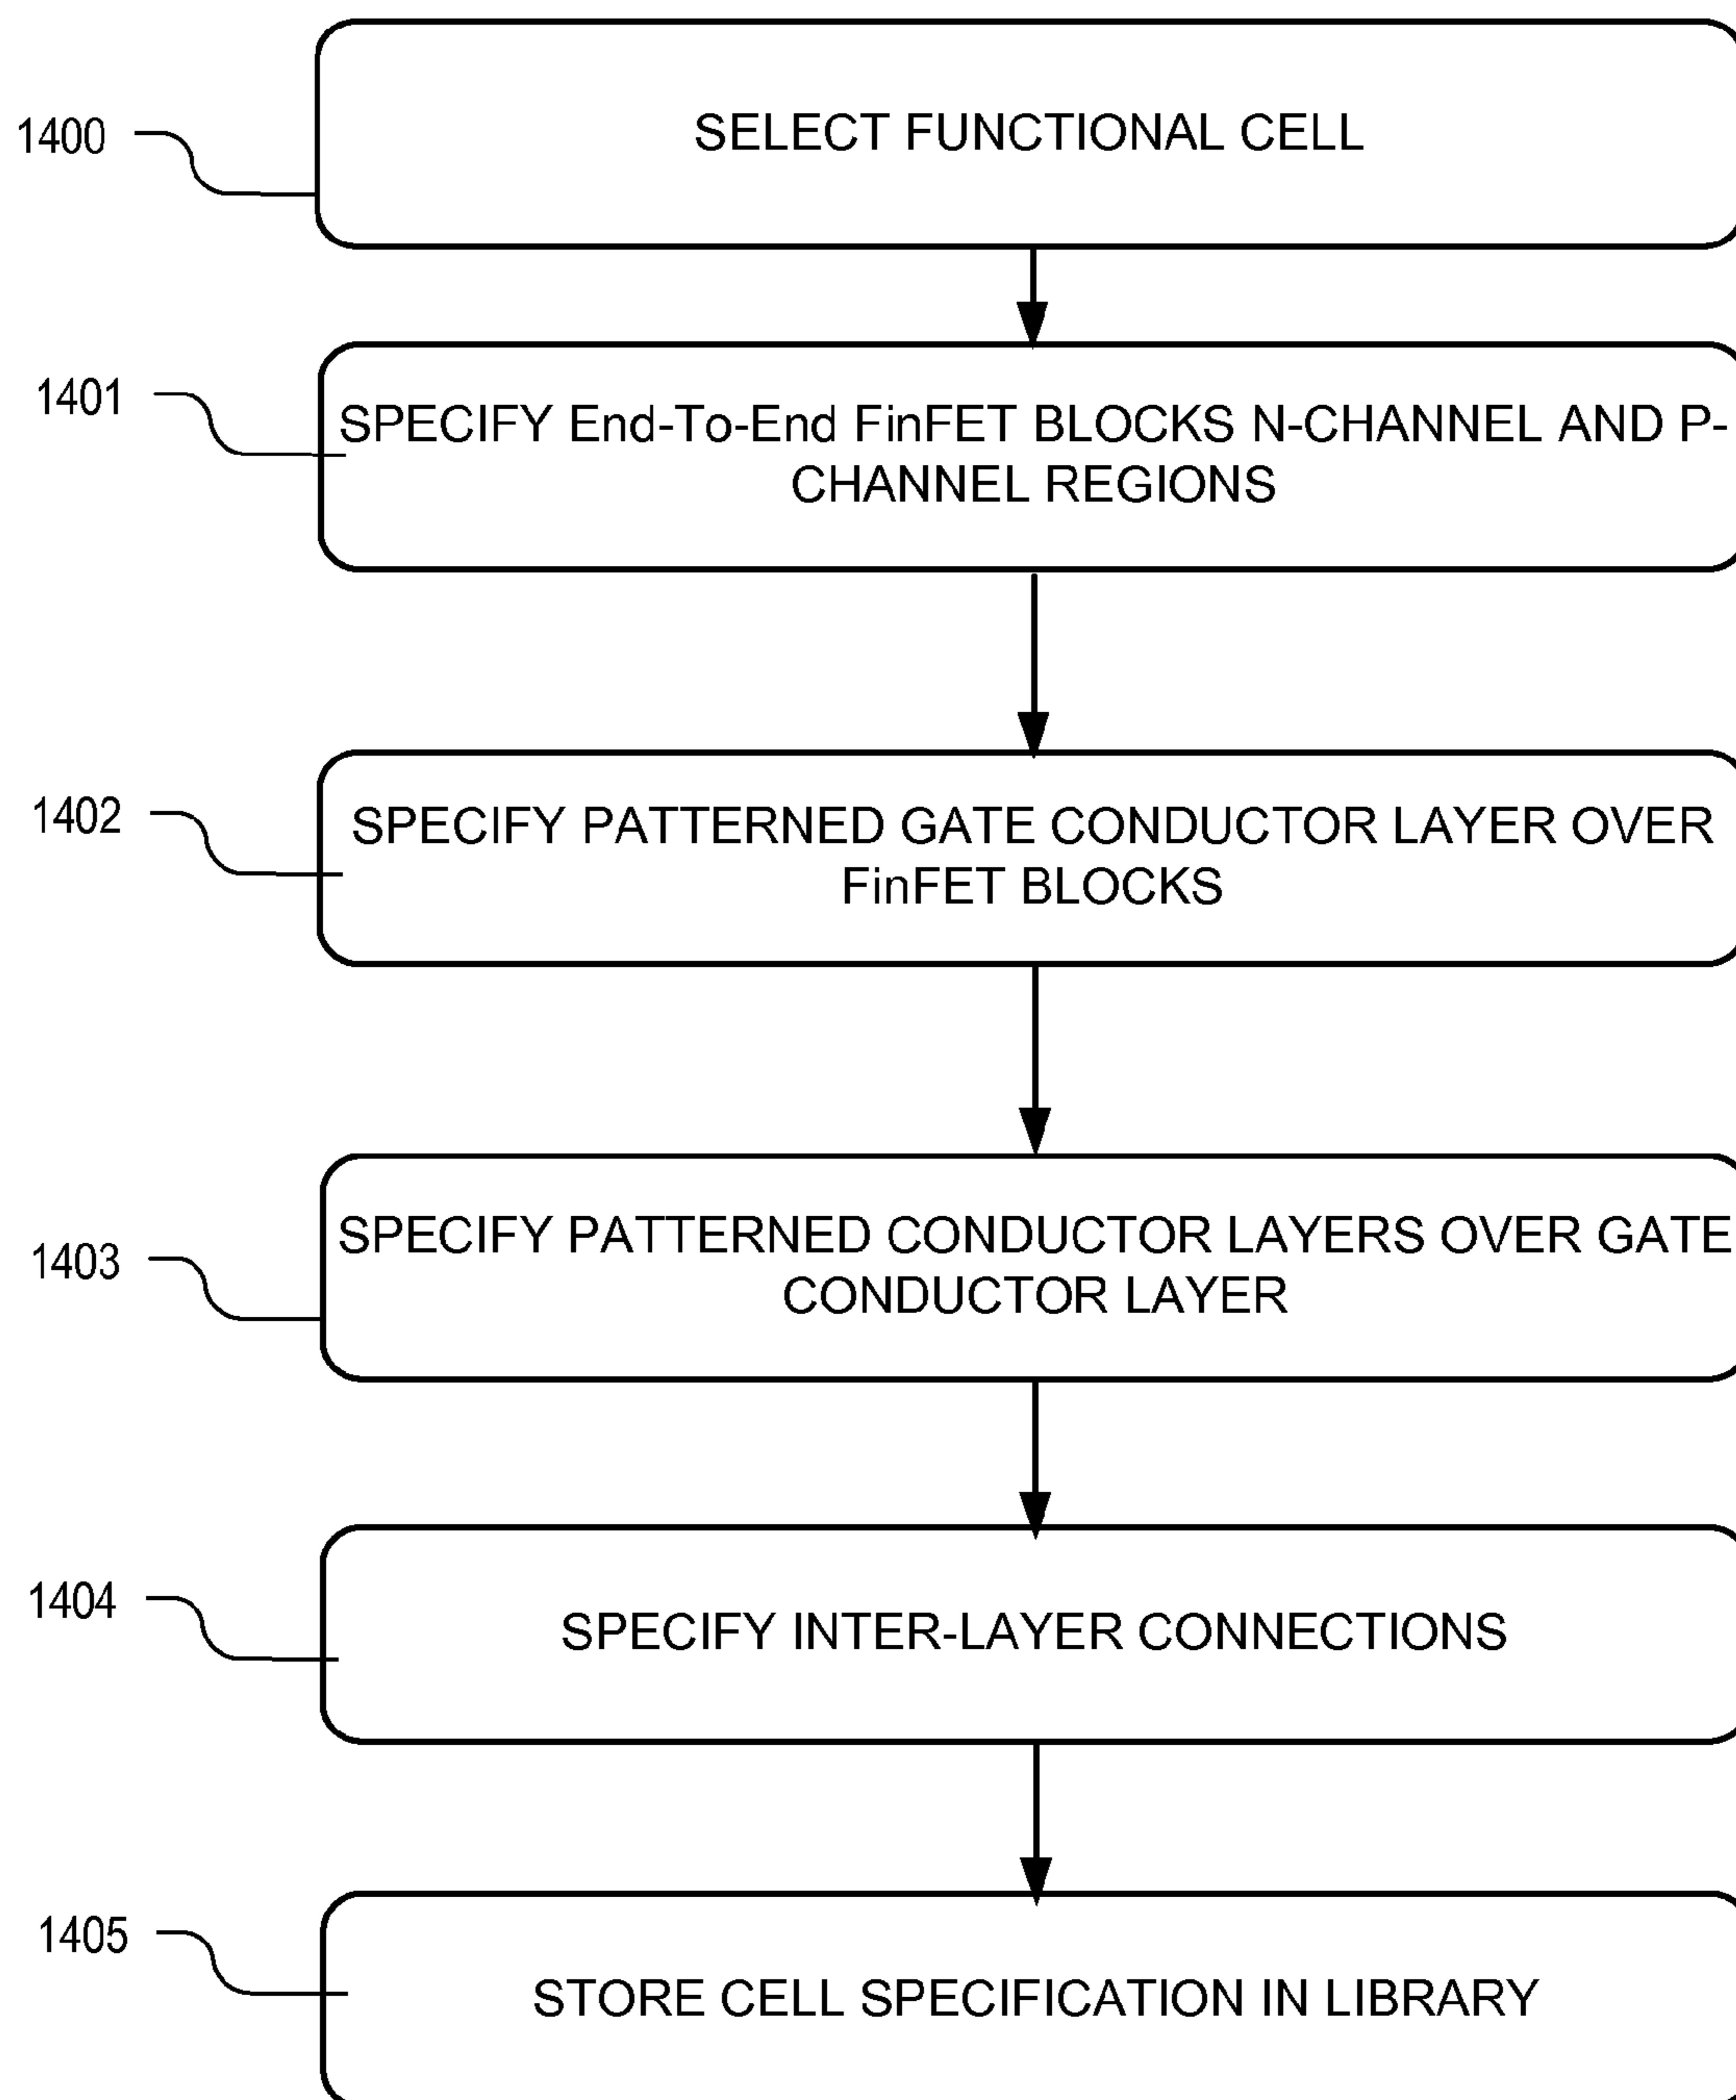 1400
SELECT FUNCTIONAL CELL
1401
SPECIFY End-To-End FinFET BLOCKS N-CHANNEL AND P-
CHANNEL REGIONS
1402
SPECIFY PATTERNED GATE CONDUCTOR LAYER OVER
FinFET BLOCKS
1403
SPECIFY PATTERNED CONDUCTOR LAYERS OVER GATE
CONDUCTOR LAYER
1404
SPECIFY INTER-LAYER CONNECTIONS
1405
STORE CELL SPECIFICATION IN LIBRARY